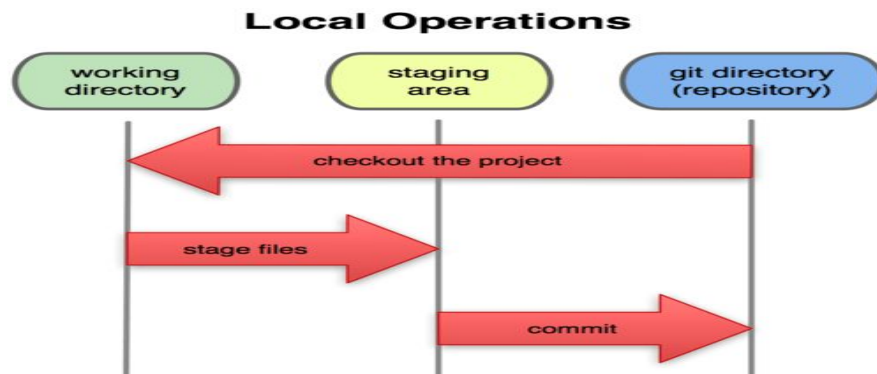 Local Operations
working
directory
staging
area
git directory
(repository)
checkout the project
stage files
commit